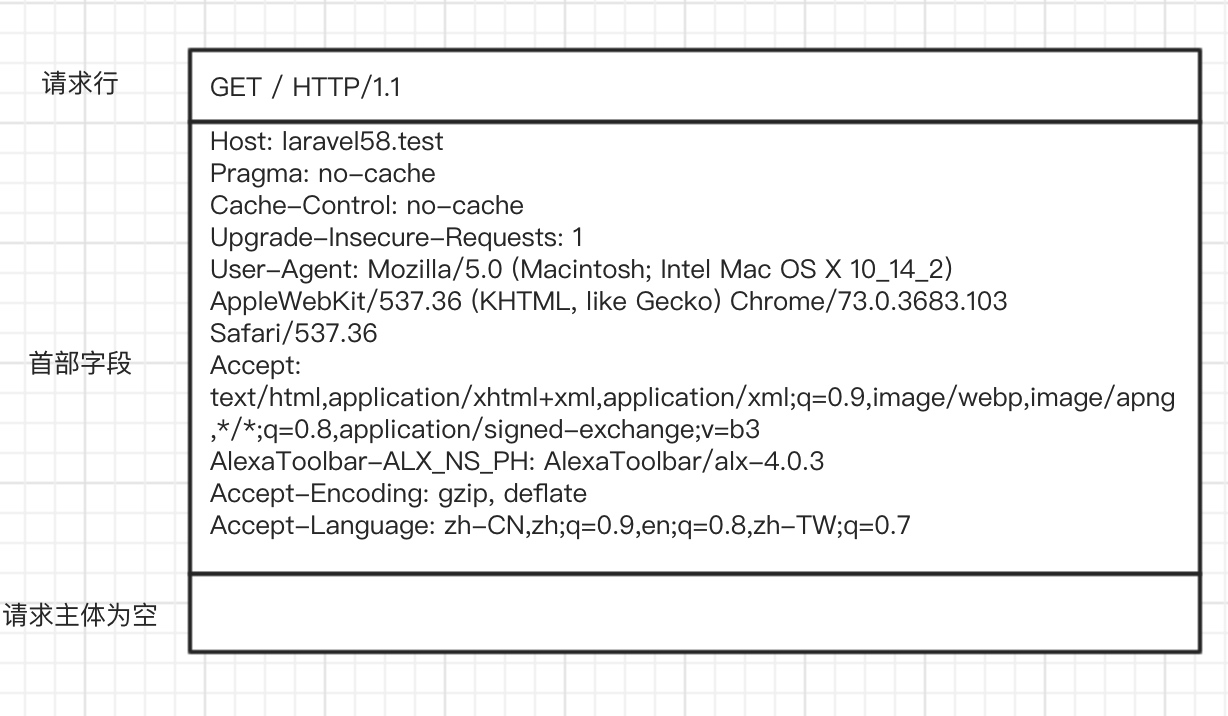 请求行
GET / HTTP/1.1
Host: laravel58.test
Pragma: no-cache
Cache-Control: no-cache
Upgrade-Insecure-Requests: 1
User-Agent: Mozilla/5.0 (Macintosh; Intel Mac OS X 10_14_2)
AppleWebKit/537.36 (KHTML, like Gecko) Chrome/73.0.3683.103
Safari/537.36
首部字段
Accept:
text/html,application/xhtml+xml,application/xml;q=0.9,image/webp,image/apng
,*/*;q=0.8,application/signed-exchange;v=b3
AlexaToolbar-ALX_NS_PH: AlexaToolbar/alx-4.0.3
Accept-Encoding: gzip, deflate
Accept-Language: zh-CN,zh;q=0.9,en;q=0.8,zh-TW;q=0.7
请求主体为空